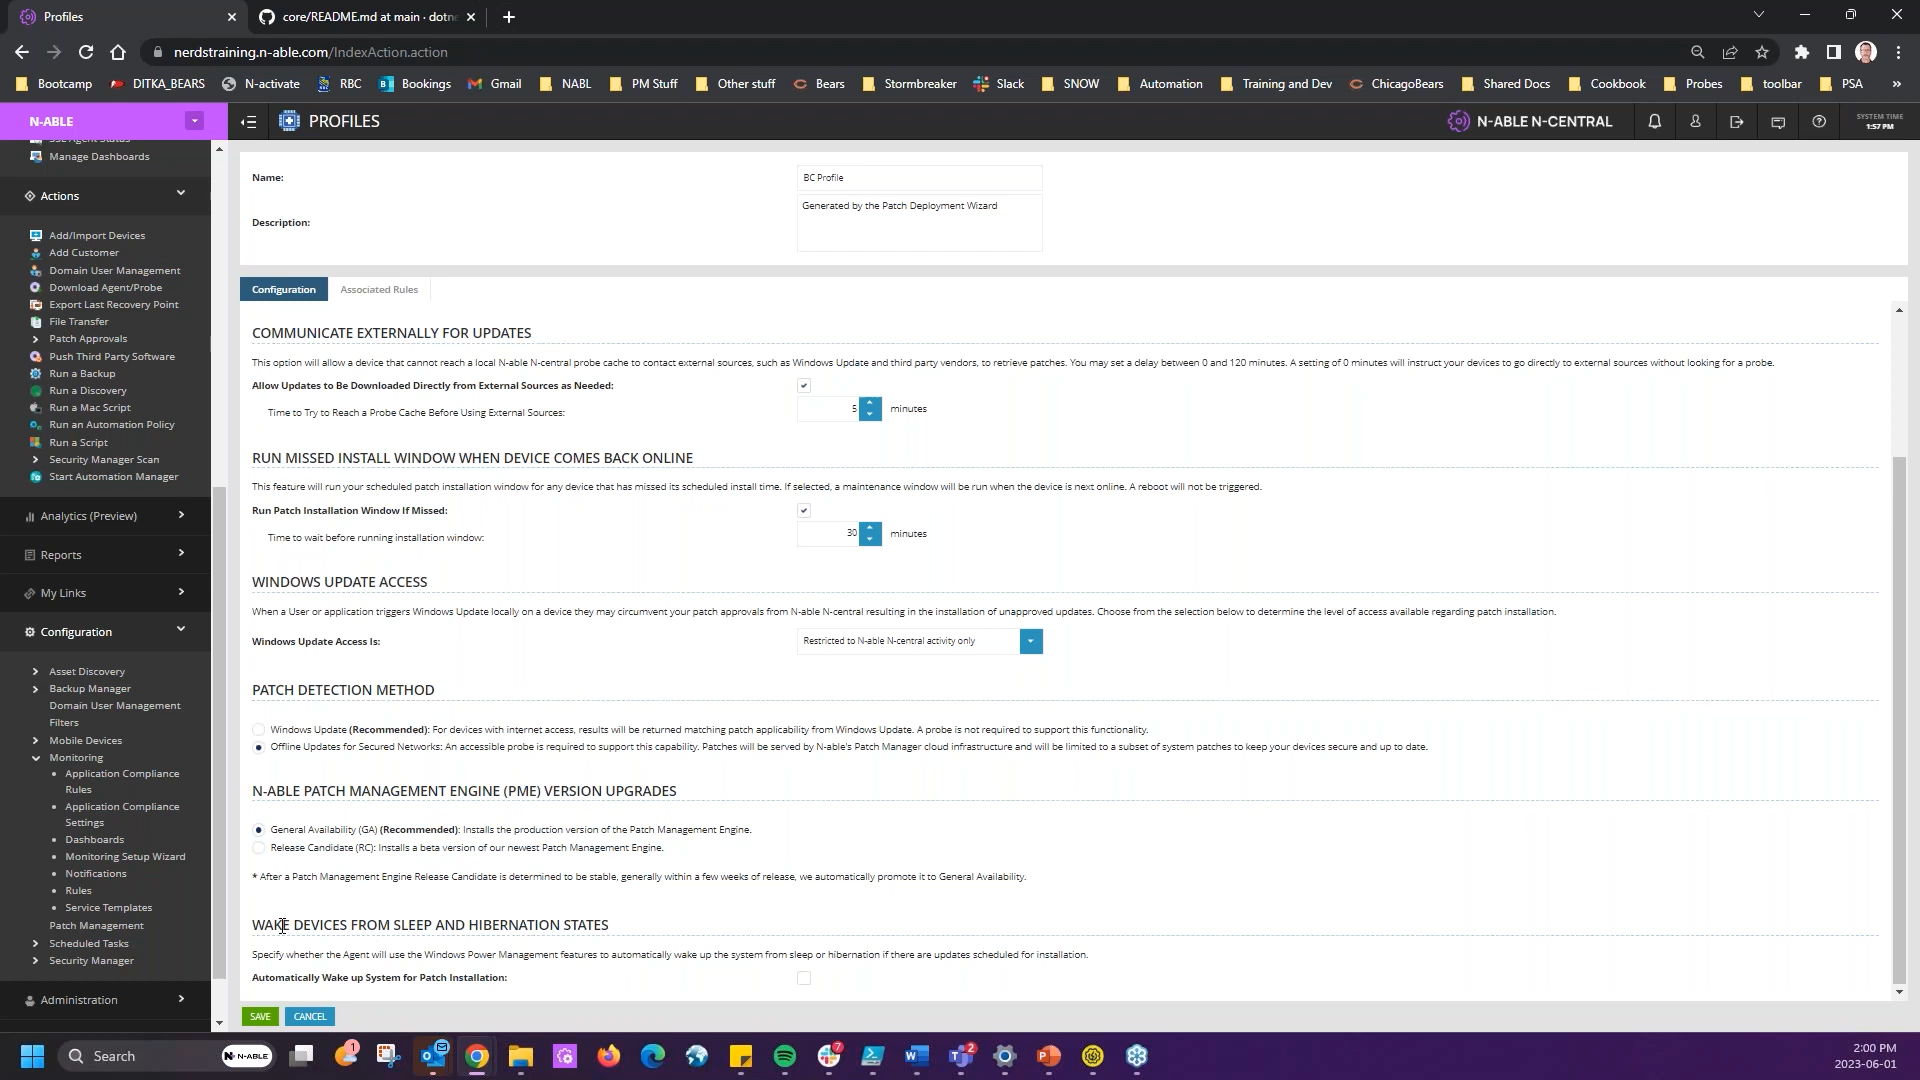 Profiles
core/README.md at main · dotn
nerdstraining.n-able.com/IndexAction.action
Bootcamp
DITKA_BEARS
N-activate
RBC
Bookings
Gmail
NABL
PM Stuff
Other stuff
Bears
Stormbreaker
Slack
SNOW
Automation
Training and Dev
ChicagoBears
Shared Docs
Cookbook
Probes
toolbar
PSA
»
N-ABLE
PROFILES
N-ABLE N-CENTRAL
SYSTEM TIME
1:57 PM
Manage Dashboards
Actions
Add/Import Devices
Add Customer
Domain User Management
Download Agent/Probe
Export Last Recovery Point
File Transfer
Patch Approvals
Push Third Party Software
Run a Backup
Run a Discovery
Run a Mac Script
Run an Automation Policy
Run a Script
Security Manager Scan
Start Automation Manager
Analytics (Preview)
Reports
My Links
Configuration
Asset Discovery
Backup Manager
Domain User Management
Filters
Mobile Devices
Monitoring
Application Compliance
Rules
Application Compliance
Settings
Dashboards
Monitoring Setup Wizard
Notifications
Rules
Service Templates
Patch Management
Scheduled Tasks
Security Manager
Administration
Name:
BC Profile
Description:
Generated by the Patch Deployment Wizard
Configuration
Associated Rules
COMMUNICATE EXTERNALLY FOR UPDATES
This option will allow a device that cannot reach a local N-able N-central probe cache to contact external sources, such as Windows Update and third party vendors, to retrieve patches. You may set a delay between 0 and 120 minutes. A setting of 0 minutes will instruct your devices to go directly to external sources without looking for a probe.
Allow Updates to Be Downloaded Directly from External Sources as Needed:
Time to Try to Reach a Probe Cache Before Using External Sources:
5 minutes
RUN MISSED INSTALL WINDOW WHEN DEVICE COMES BACK ONLINE
This feature will run your scheduled patch installation window for any device that has missed its scheduled install time. If selected, a maintenance window will be run when the device is next online. A reboot will not be triggered.
Run Patch Installation Window If Missed:
Time to wait before running installation window:
30 minutes
WINDOWS UPDATE ACCESS
When a User or application triggers Windows Update locally on a device they may circumvent your patch approvals from N-able N-central resulting in the installation of unapproved updates. Choose from the selection below to determine the level of access available regarding patch installation.
Windows Update Access Is:
Restricted to N-able N-central activity only
PATCH DETECTION METHOD
Windows Update (Recommended): For devices with internet access, results will be returned matching patch applicability from Windows Update. A probe is not required to support this functionality.
Offline Updates for Secured Networks: An accessible probe is required to support this capability. Patches will be served by N-able's Patch Manager cloud infrastructure and will be limited to a subset of system patches to keep your devices secure and up to date.
N-ABLE PATCH MANAGEMENT ENGINE (PME) VERSION UPGRADES
General Availability (GA) (Recommended): Installs the production version of the Patch Management Engine.
Release Candidate (RC): Installs a beta version of our newest Patch Management Engine.
* After a Patch Management Engine Release Candidate is determined to be stable, generally within a few weeks of release, we automatically promote it to General Availability.
WAKE DEVICES FROM SLEEP AND HIBERNATION STATES
Specify whether the Agent will use the Windows Power Management features to automatically wake up the system from sleep or hibernation if there are updates scheduled for installation.
Automatically Wake up System for Patch Installation:
SAVE
CANCEL
Search
N-ABLE
1
7
2
2:00 PM
2023-06-01